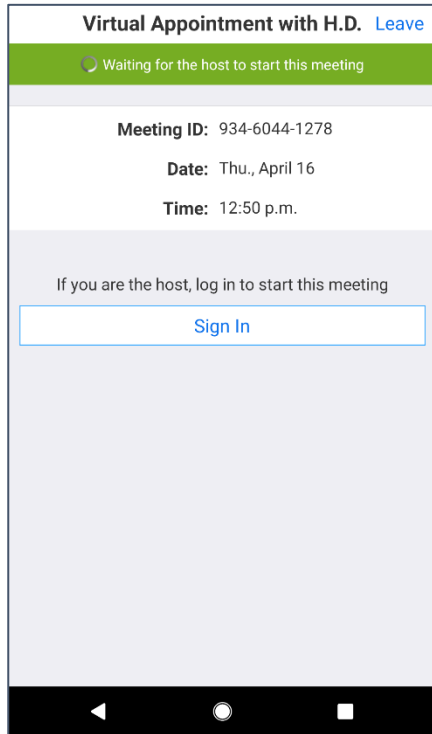 Virtual Appointment with H.D. Leave
Waiting for the host to start this meeting
Meeting ID: 934-6044-1278
Date: Thu., April 16
Time: 12:50 p.m.
If you are the host, log in to start this meeting
Sign In